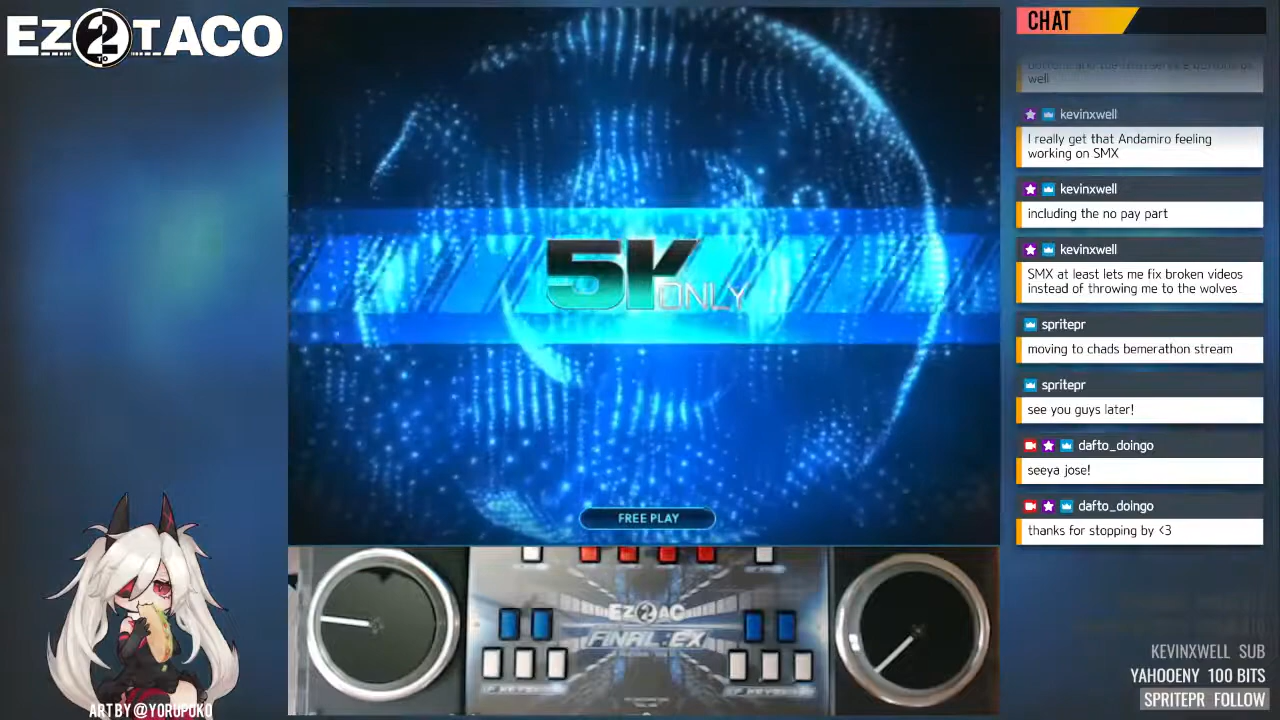 EZ2TACO
TO
5K ONLY
FREE PLAY
EZ2AC
FINAL:EX
ART BY @YORUPOKO
CHAT
well
kevinxwell
I really get that Andamiro feeling
working on SMX
kevinxwell
including the no pay part
kevinxwell
SMX at least lets me fix broken videos
instead of throwing me to the wolves
spritepr
moving to chads bemerathon stream
spritepr
see you guys later!
dafto_doingo
seeya jose!
dafto_doingo
thanks for stopping by <3
KEVINXWELL SUB
YAHOOENY 100 BITS
SPRITEPR FOLLOW